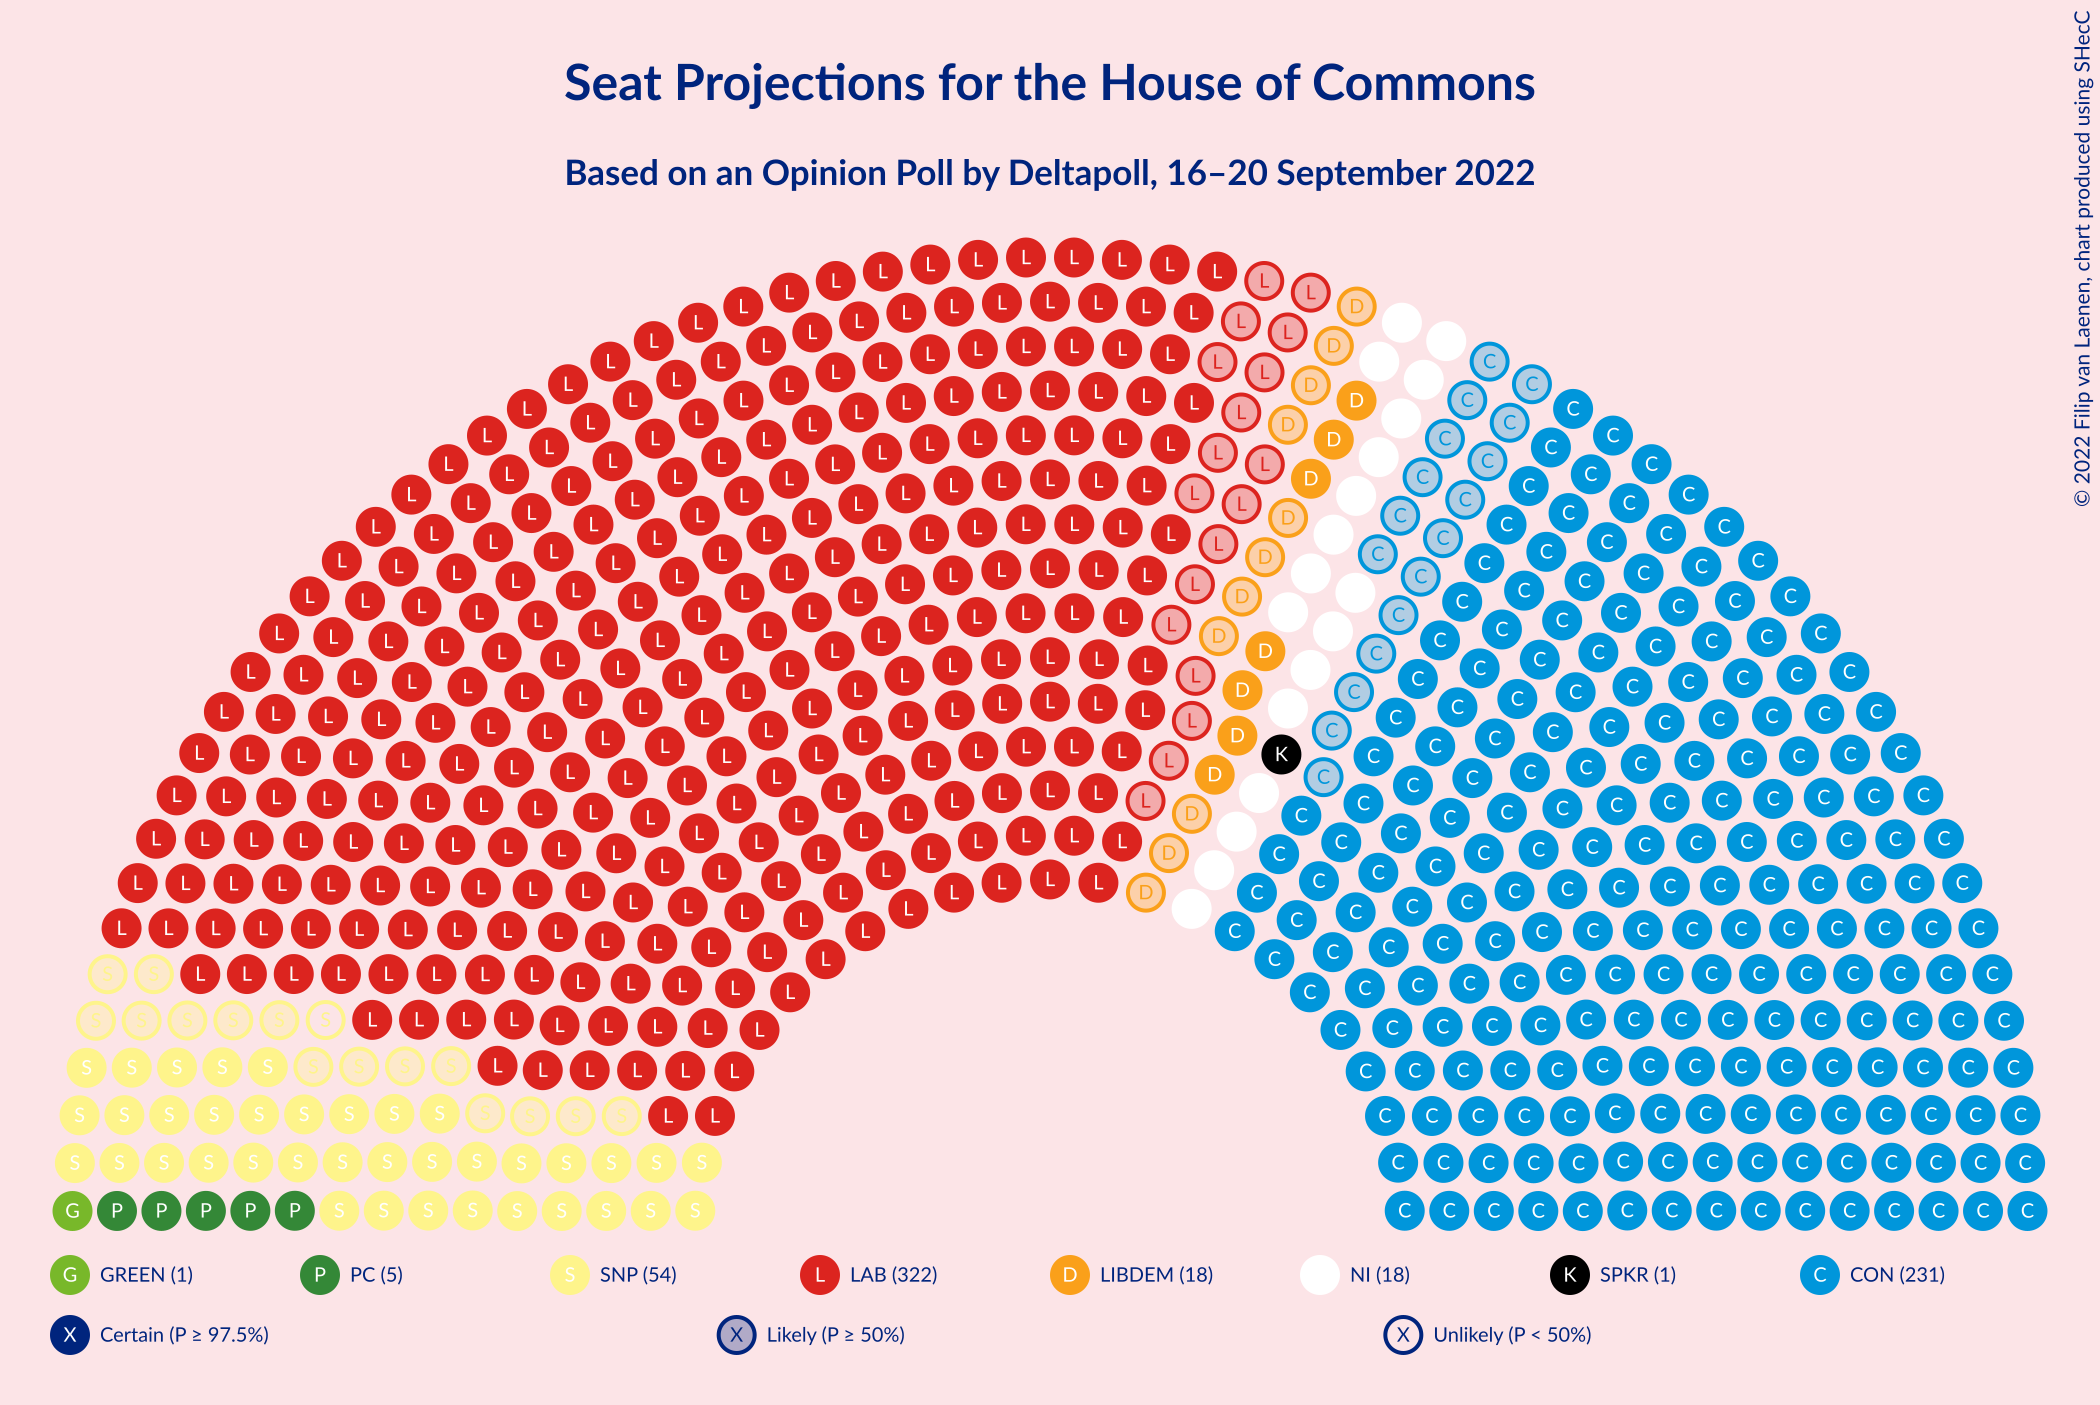 Seat Projections for the House of Commons
Based on an Opinion Poll by Deltapoll, 16–20 September 2022
© 2022 Filip van Laenen, chart produced using SHecC
G GREEN (1) P PC (5) S SNP (54) L LAB (322) D LIBDEM (18) NI (18) K SPKR (1) C CON (231)
X Certain (P ≥ 97.5%) X Likely (P ≥ 50%) X Unlikely (P < 50%)